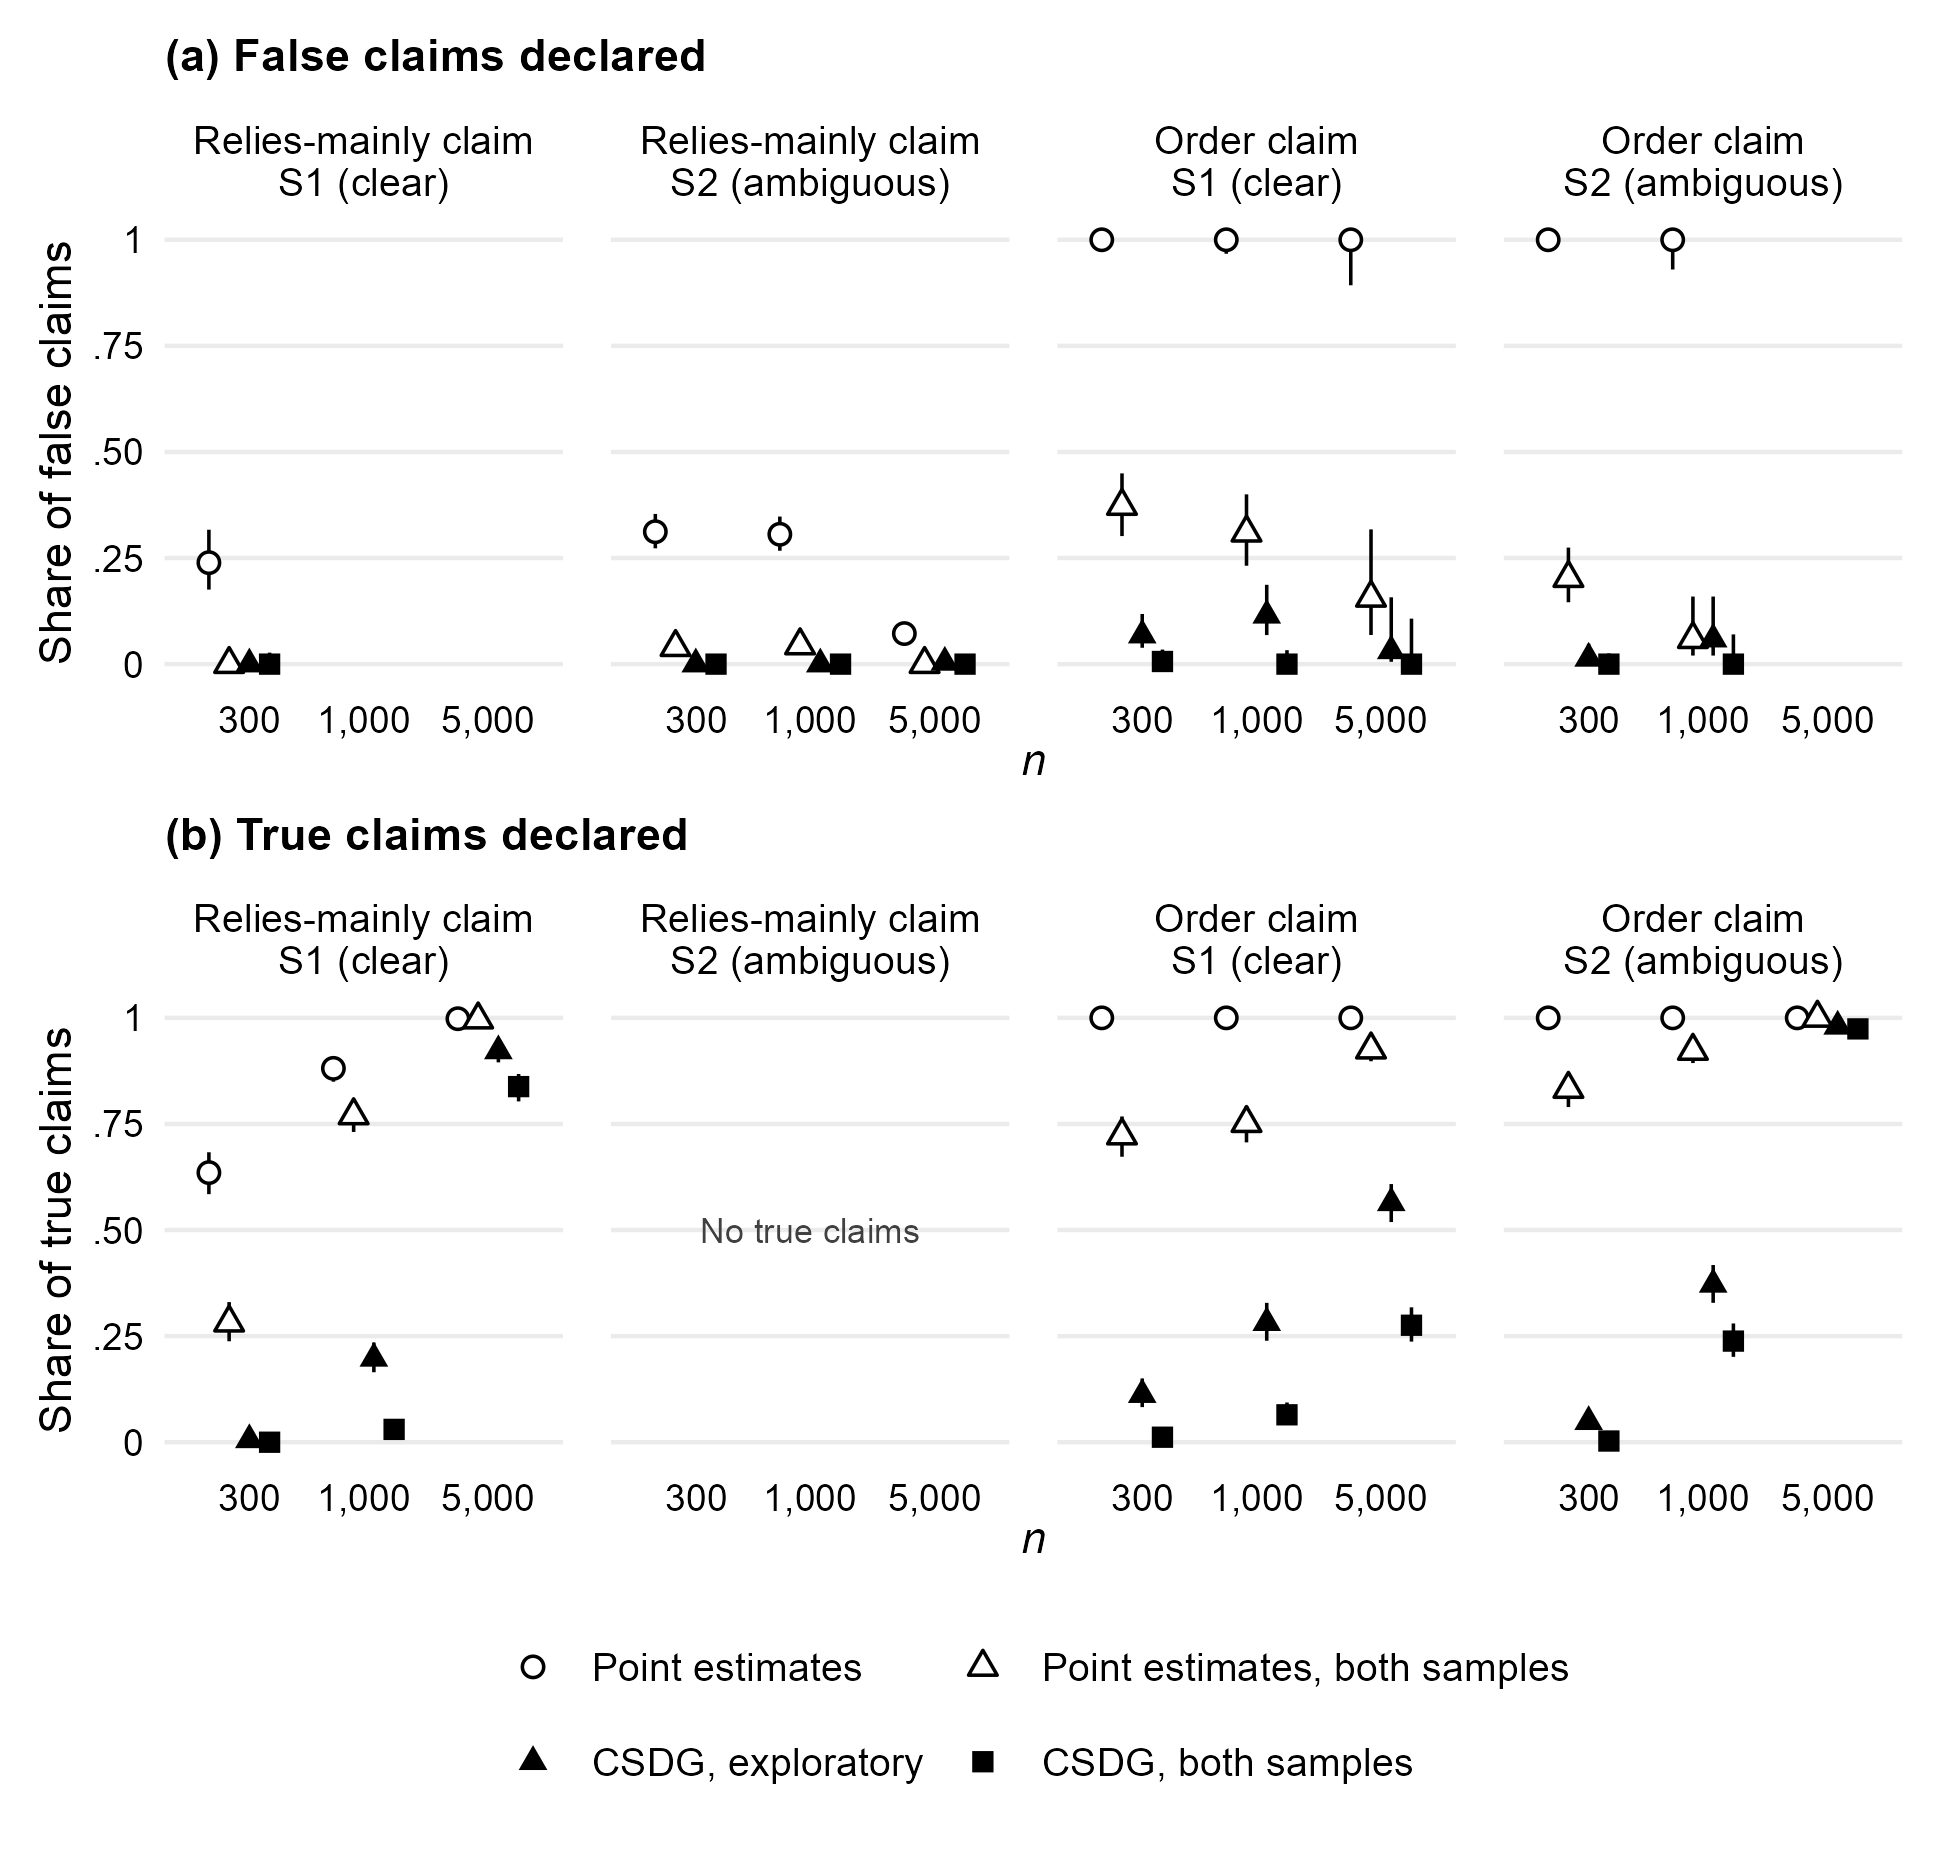 (a) False claims declared
Relies-mainly claim
S1 (clear)
Relies-mainly claim
S2 (ambiguous)
Order claim
S1 (clear)
Order claim
S2 (ambiguous)
Share of false claims
1
.75
.50
.25
0
300 1,000 5,000
300 1,000 5,000
300 1,000 5,000
300 1,000 5,000
n
(b) True claims declared
Relies-mainly claim
S1 (clear)
Relies-mainly claim
S2 (ambiguous)
Order claim
S1 (clear)
Order claim
S2 (ambiguous)
Share of true claims
1
.75
.50
.25
0
No true claims
300 1,000 5,000
300 1,000 5,000
300 1,000 5,000
300 1,000 5,000
n
Point estimates
Point estimates, both samples
CSDG, exploratory
CSDG, both samples